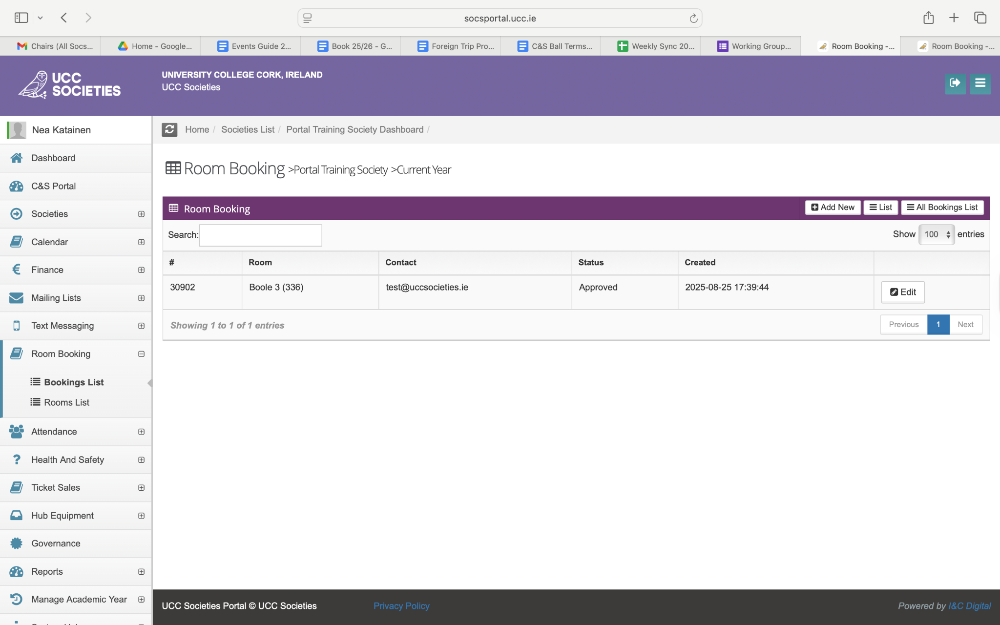 socsportal.ucc.ie
Chairs (All Socs...
Home - Google...
Events Guide 2...
Book 25/26 - G...
Foreign Trip Pro...
C&S Ball Terms...
Weekly Sync 20...
Working Group...
Room Booking -...
Room Booking -...
UCC SOCIETIES
UNIVERSITY COLLEGE CORK, IRELAND
UCC Societies
Nea Katainen
Home / Societies List / Portal Training Society Dashboard /
Dashboard
C&S Portal
Societies
Calendar
Finance
Mailing Lists
Text Messaging
Room Booking
Bookings List
Rooms List
Attendance
Health And Safety
Ticket Sales
Hub Equipment
Governance
Reports
Manage Academic Year
Room Booking >Portal Training Society >Current Year
Room Booking
Add New
List
All Bookings List
Search:
Show 100 entries
# Room Contact Status Created
30902 Boole 3 (336) test@uccsocieties.ie Approved 2025-08-25 17:39:44 Edit
Showing 1 to 1 of 1 entries
Previous 1 Next
UCC Societies Portal © UCC Societies
Privacy Policy
Powered by I&C Digital